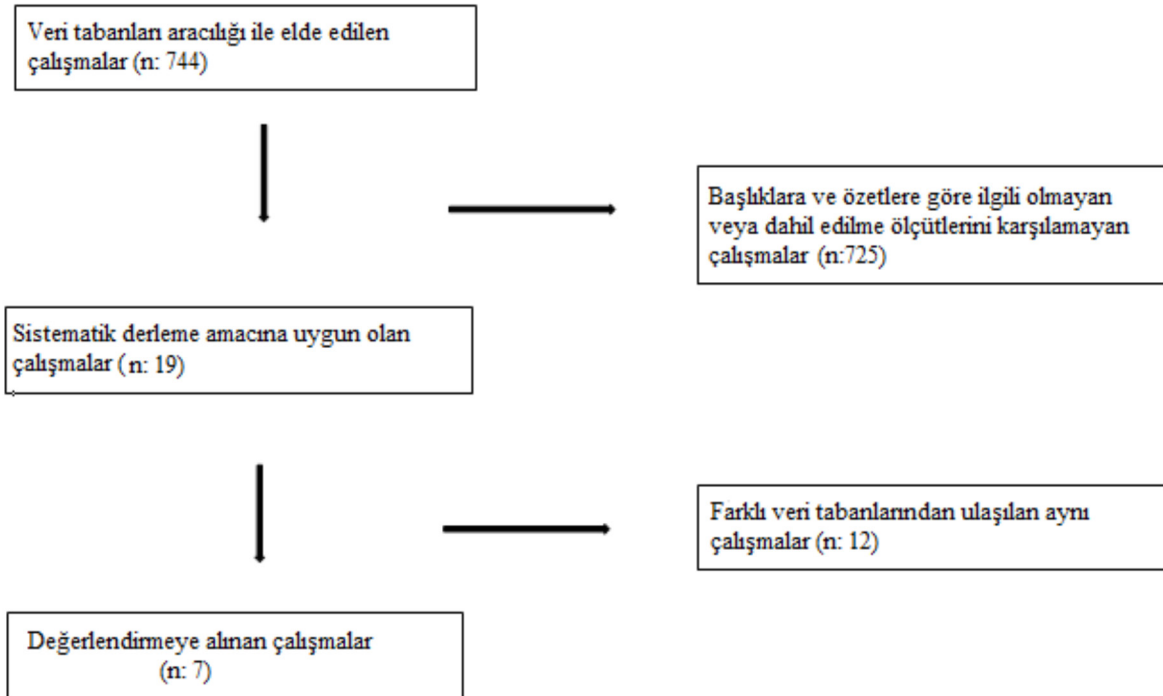 Veri tabanları aracılığı ile elde edilen
çalışmalar (n: 744)
Başlıklara ve özetlere göre ilgili olmayan
veya dahil edilme ölçütlerini karşılamayan
çalışmalar (n:725)
Sistematik derleme amacına uygun olan
çalışmalar (n: 19)
Farklı veri tabanlarından ulaşılan aynı
çalışmalar (n: 12)
Değerlendirmeye alınan çalışmalar
(n: 7)